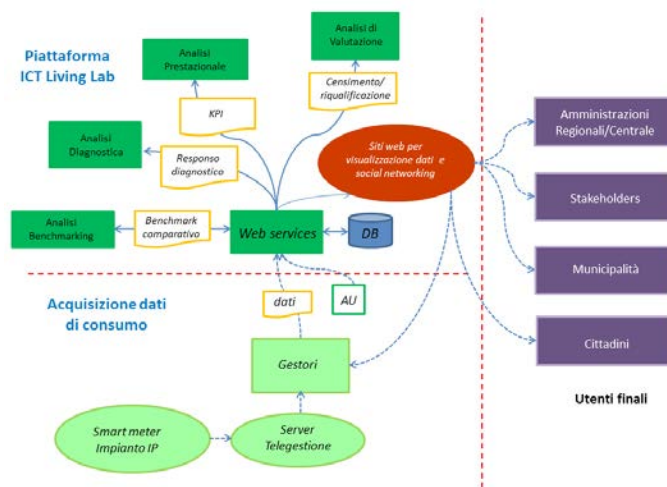 Piattaforma
ICT Living Lab
Analisi
Prestazionale
Analisi di
Valutazione
KPI
Censimento/
riqualificazione
Analisi
Diagnostica
Responso
diagnostico
Siti web per
visualizzazione dati e
social networking
Analisi
Benchmarking
Benchmark
comparativo
Web services
DB
Amministrazioni
Regionali/Centrale
Stakeholders
Municipalità
Cittadini
Utenti finali
Acquisizione dati
di consumo
dati
AU
Gestori
Smart meter
Impianto IP
Server
Telegestione